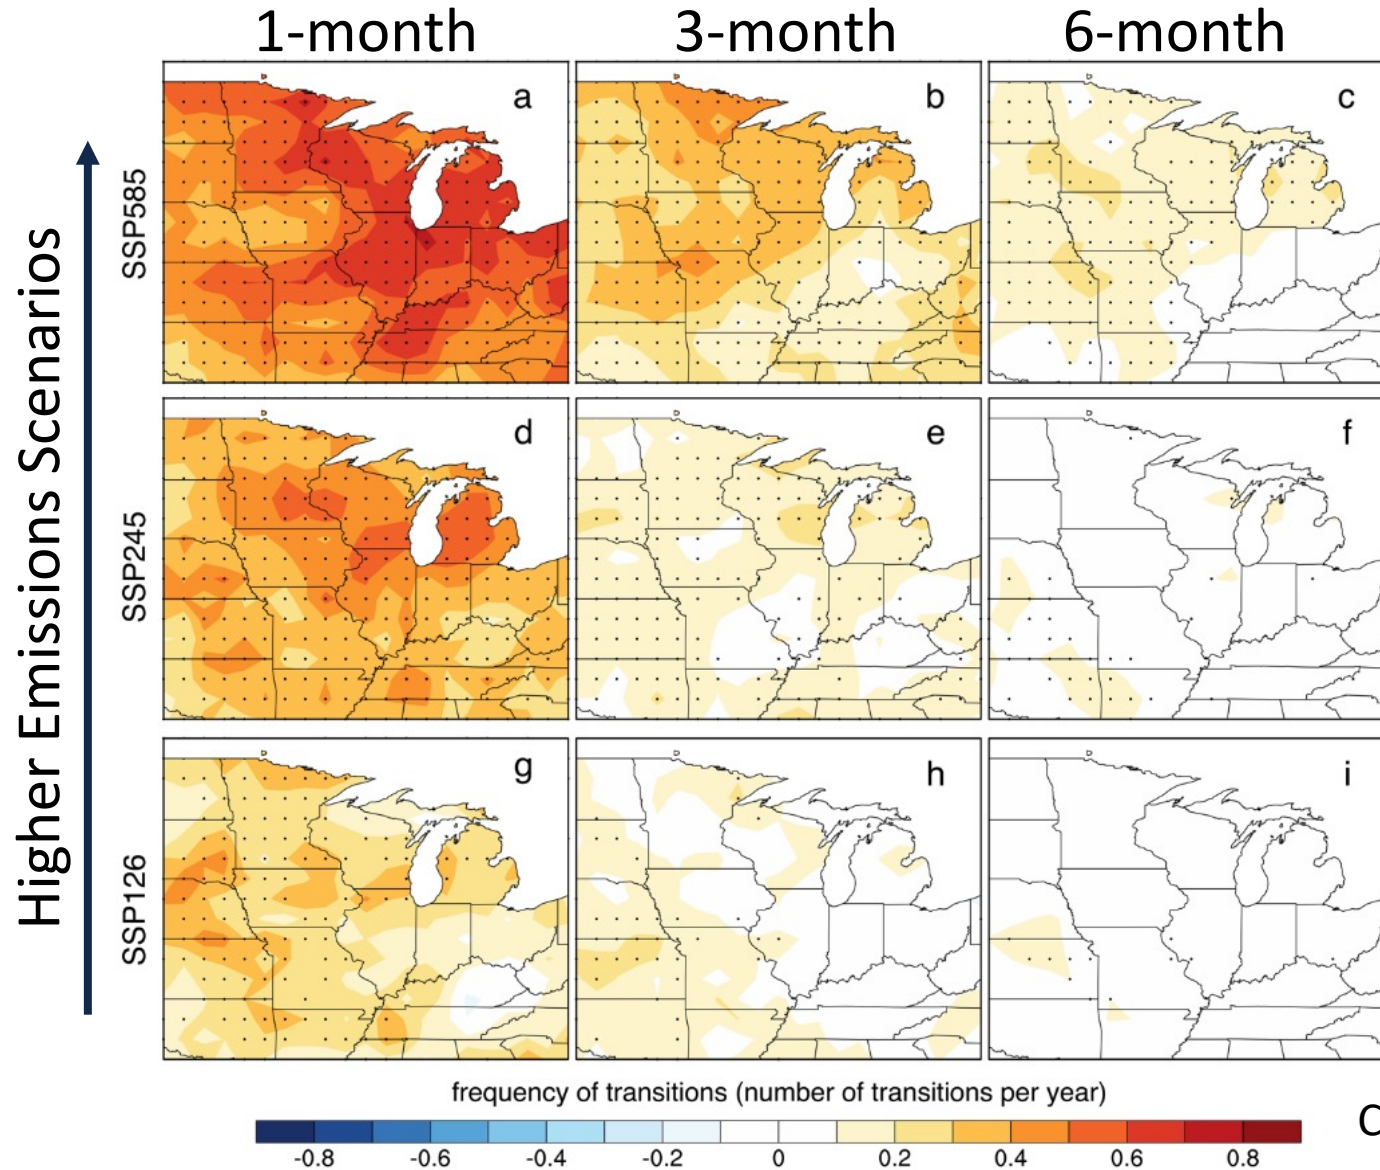 1-month 3-month 6-month
Higher Emissions Scenarios
SSP585
a b c
SSP245
d e f
SSP126
g h i
frequency of transitions (number of transitions per year)
-0.8 -0.6 -0.4 -0.2 0 0.2 0.4 0.6 0.8